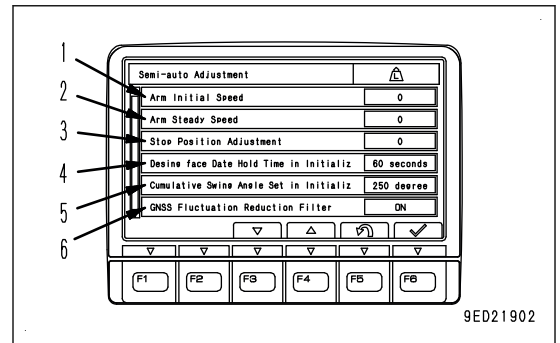 1
2
3
4
5
6
Semi-auto Adjustment
L
Arm Initial Speed 0
Arm Steady Speed 0
Stop Position Adjustment 0
Desine face Date Hold Time in Initializ 60 seconds
Cumulative Swine Anele Set in Initializ 250 deeree
GNSS Fluctuation Reduction Filter ON
F1 F2 F3 F4 F5 F6
9ED21902